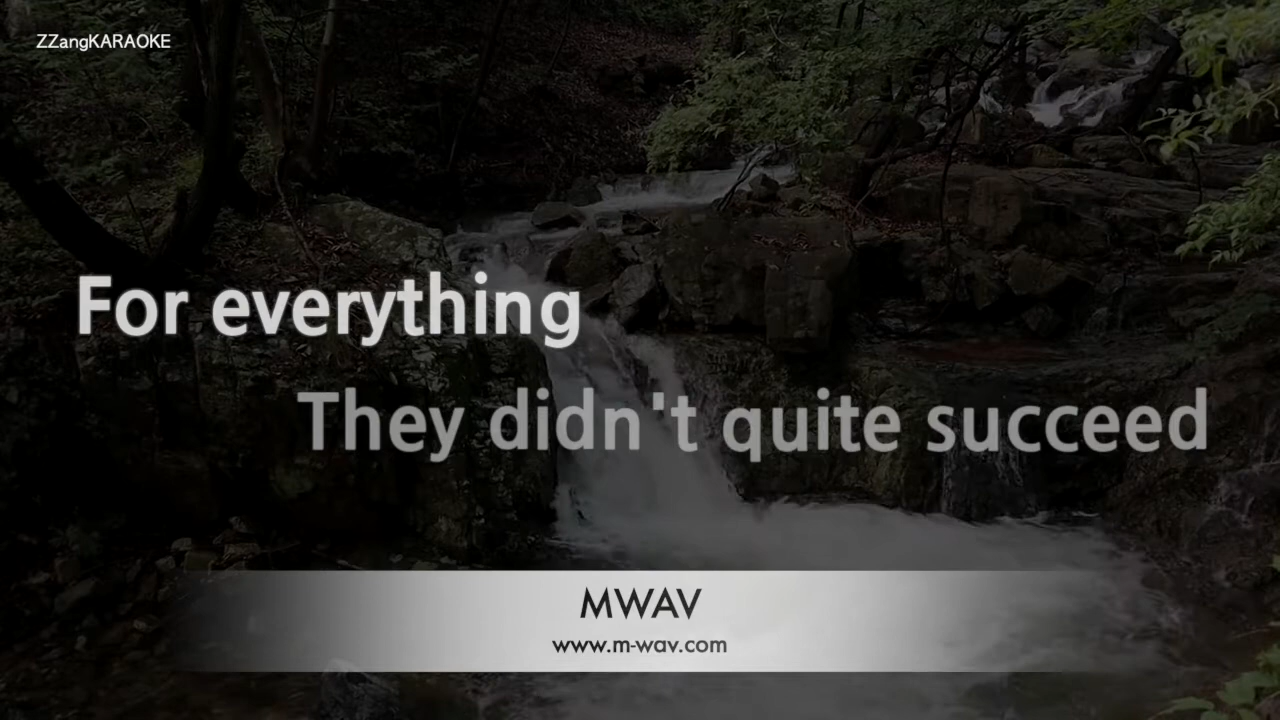 ZZangKARAOKE
For everything
They didn't quite succeed
MWAV
www.m-wav.com